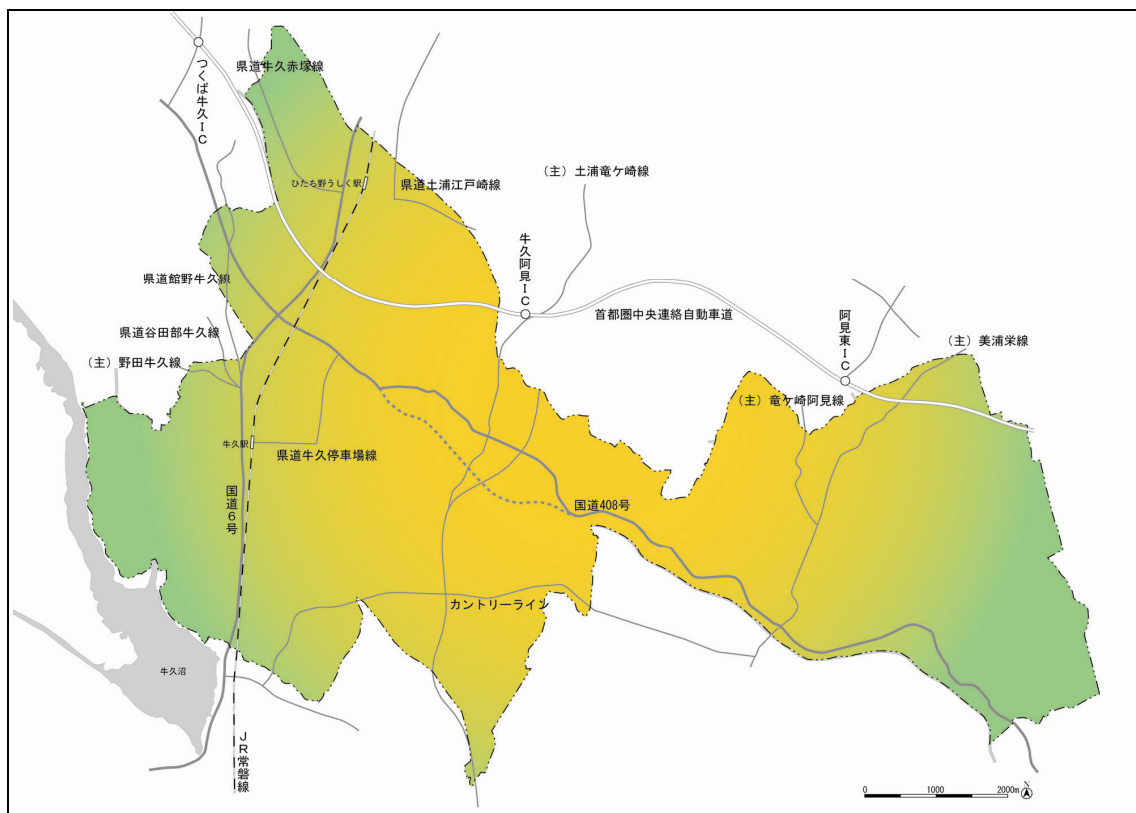 つくば牛久IC
県道牛久赤塚線
ひたち野うしく駅
県道土浦江戸崎線
(主)土浦竜ケ崎線
牛久阿見IC
県道館野牛久線
首都圏中央連絡自動車道
阿見東IC
県道谷田部牛久線
(主)美浦栄線
(主)野田牛久線
(主)竜ケ崎阿見線
牛久駅
県道牛久停車場線
国道6号
国道408号
カントリーライン
牛久沼
JR常磐線
0 1000 2000m
N